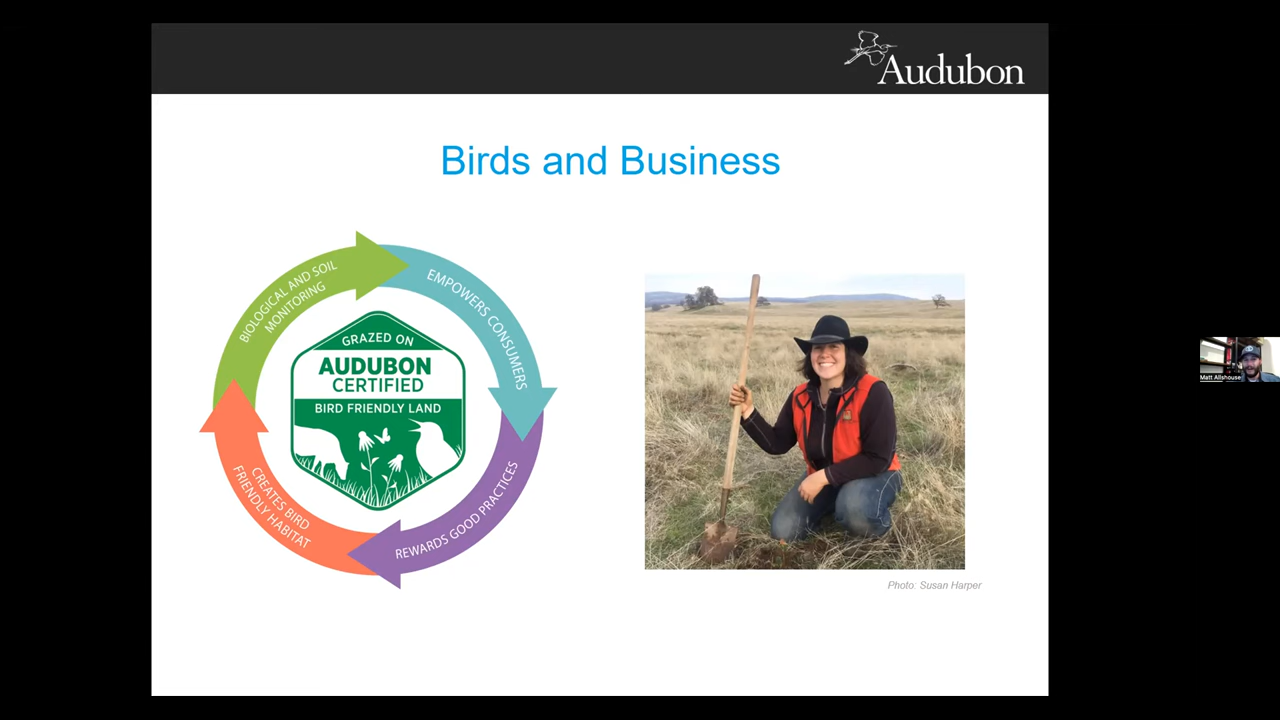 Audubon
Birds and Business
BIOLOGICAL AND SOIL
MONITORING
EMPOWERS CONSUMERS
GRAZED ON
AUDUBON
CERTIFIED
BIRD FRIENDLY LAND
CREATES BIRD
FRIENDLY HABITAT
REWARDS GOOD PRACTICES
Photo: Susan Harper
Matt Allshouse